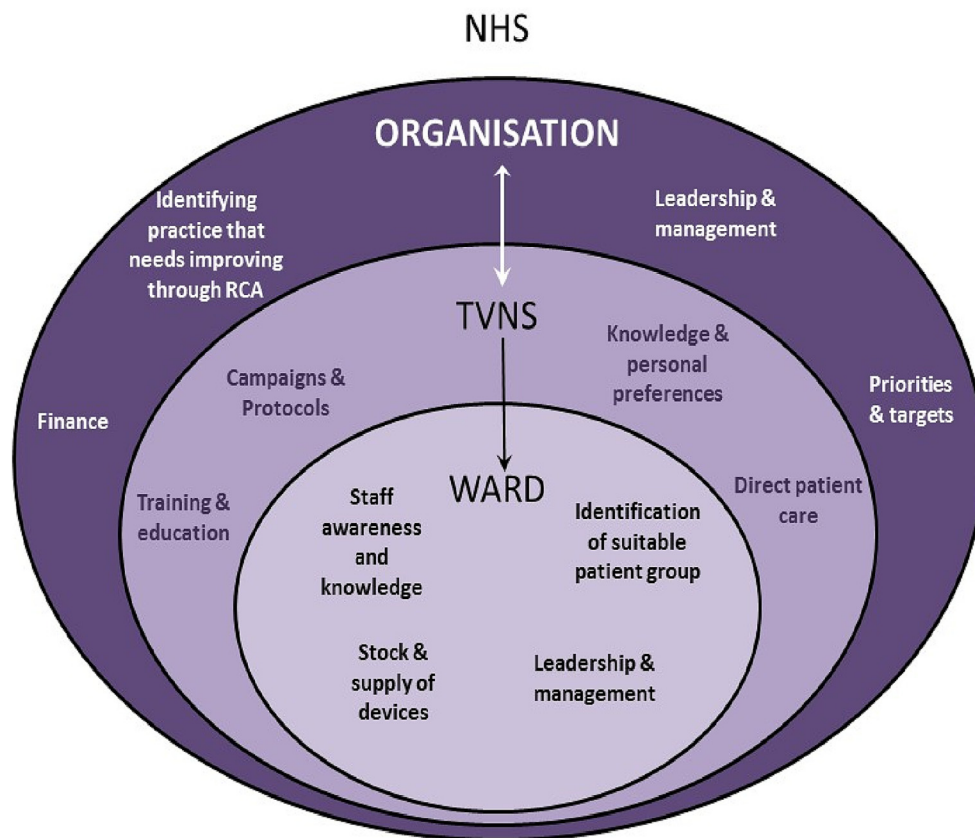 NHS
ORGANISATION
Identifying
practice that
needs improving
through RCA
Leadership &
management
TVNS
Knowledge &
personal
preferences
Campaigns &
Protocols
Finance
Priorities
& targets
Training &
education
Direct patient
care
WARD
Staff
awareness
and
knowledge
Identification
of suitable
patient group
Stock &
supply of
devices
Leadership &
management